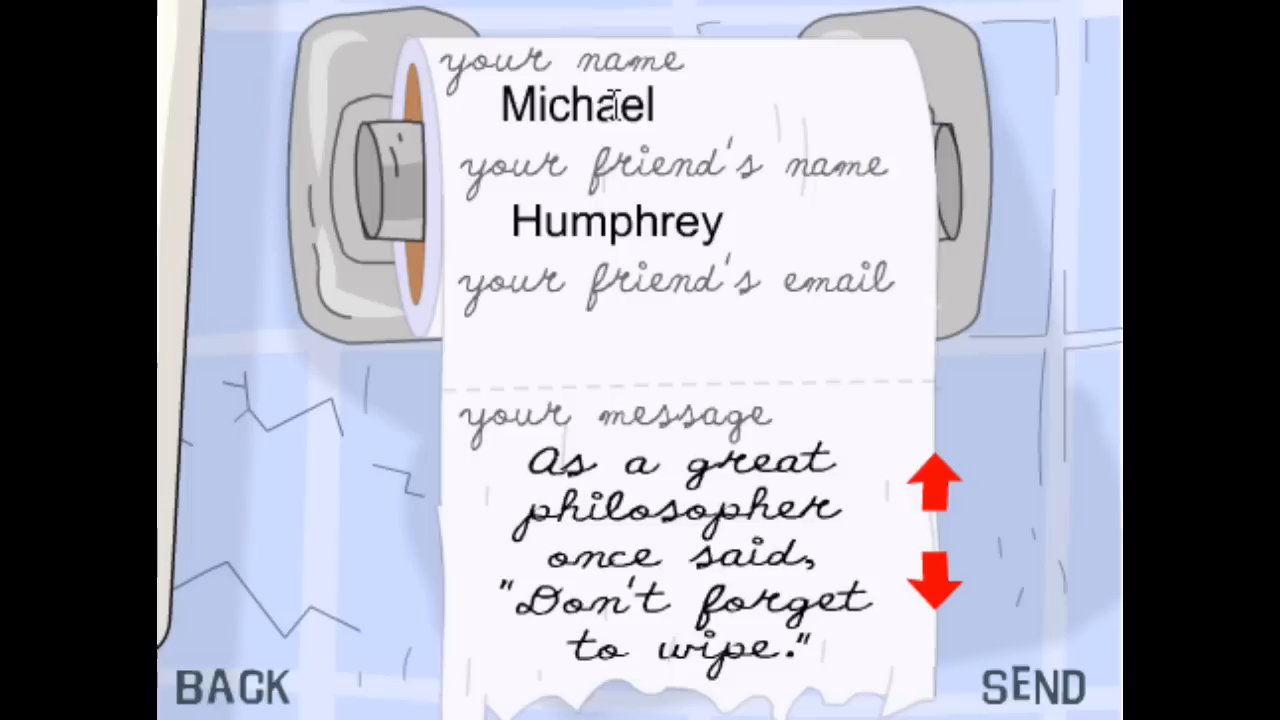 your name
Michael
your friend's name
Humphrey
your friend's email
your message
As a great
philosopher
once said,
"Don't forget
to wipe."
BACK
SEND